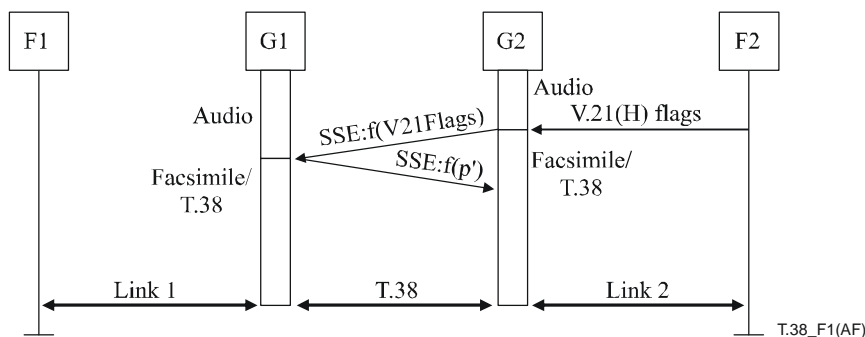 F1
G1
G2
F2
Audio
Audio
V.21(H) flags
SSE:f(V21Flags)
SSE:f(p')
Facsimile/
T.38
Facsimile/
T.38
Link 1
T.38
Link 2
T.38_F1(AF)